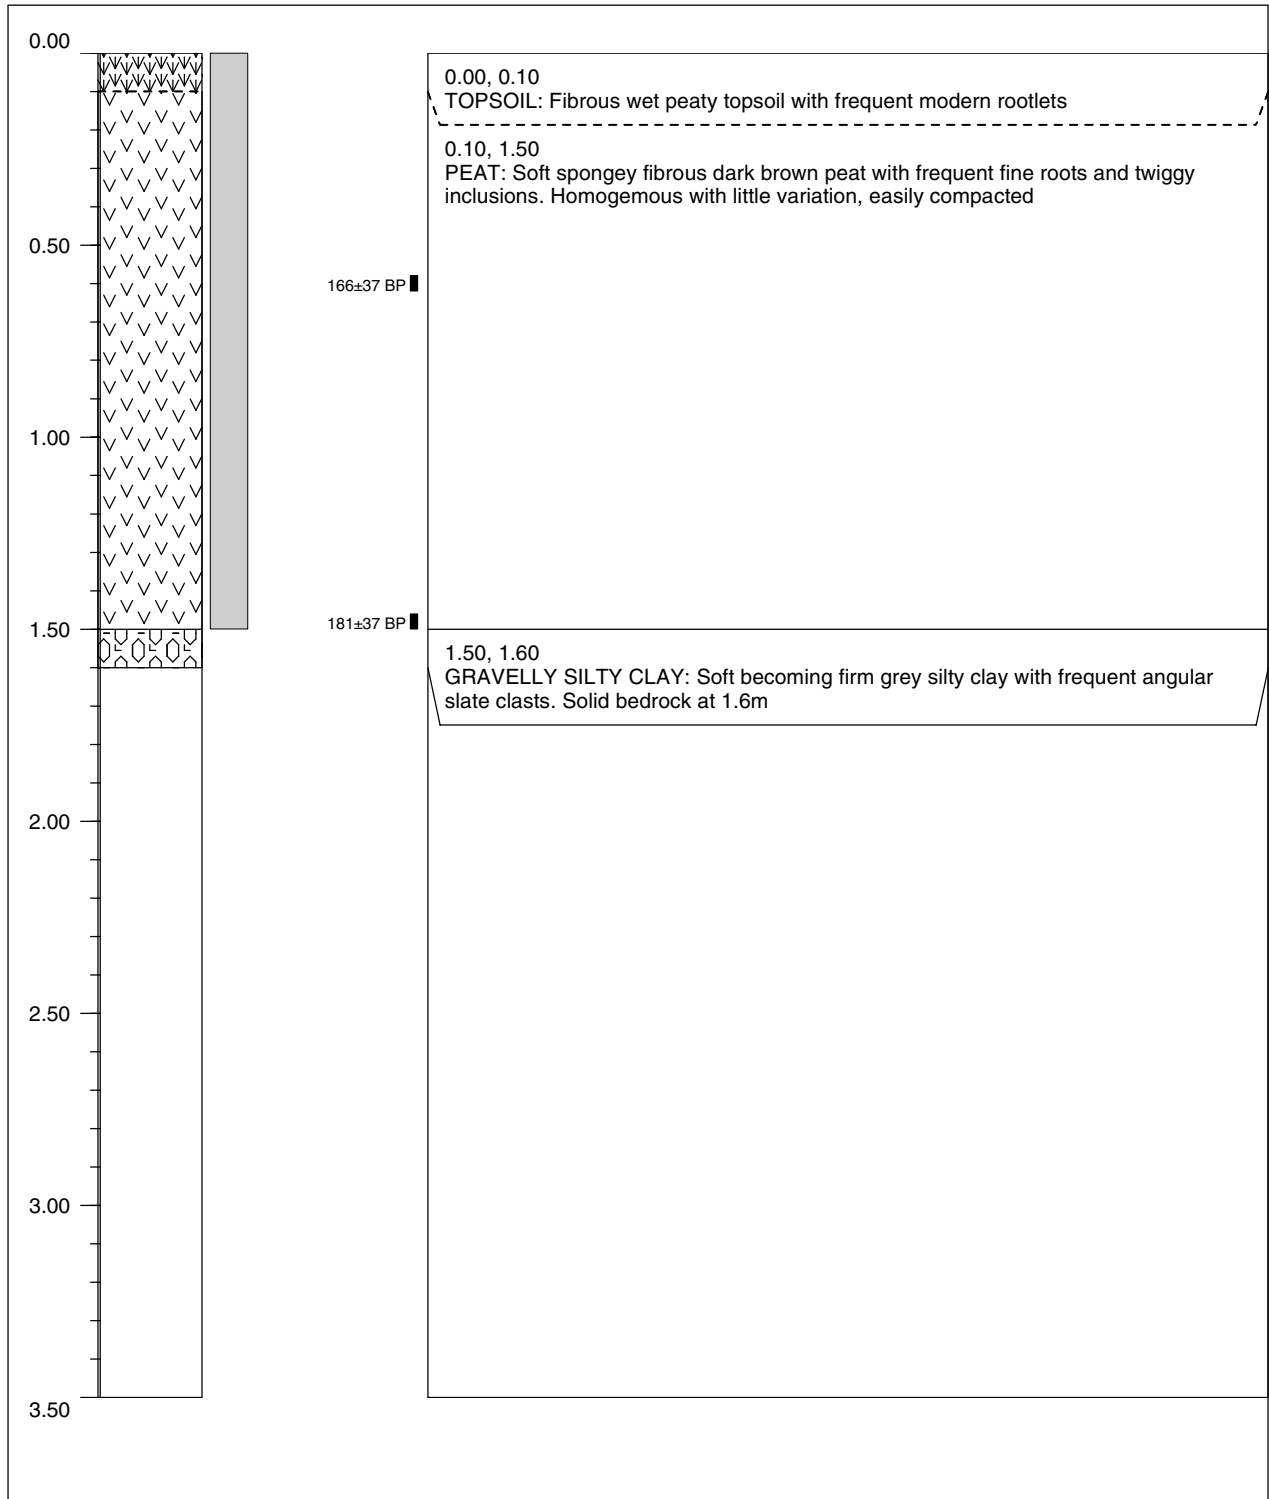 0.00
0.00, 0.10
TOPSOIL: Fibrous wet peaty topsoil with frequent modern rootlets
0.10, 1.50
PEAT: Soft spongey fibrous dark brown peat with frequent fine roots and twiggy
inclusions. Homogemous with little variation, easily compacted
0.50
166±37 BP
1.00
181±37 BP
1.50
1.50, 1.60
GRAVELLY SILTY CLAY: Soft becoming firm grey silty clay with frequent angular
slate clasts. Solid bedrock at 1.6m
2.00
2.50
3.00
3.50